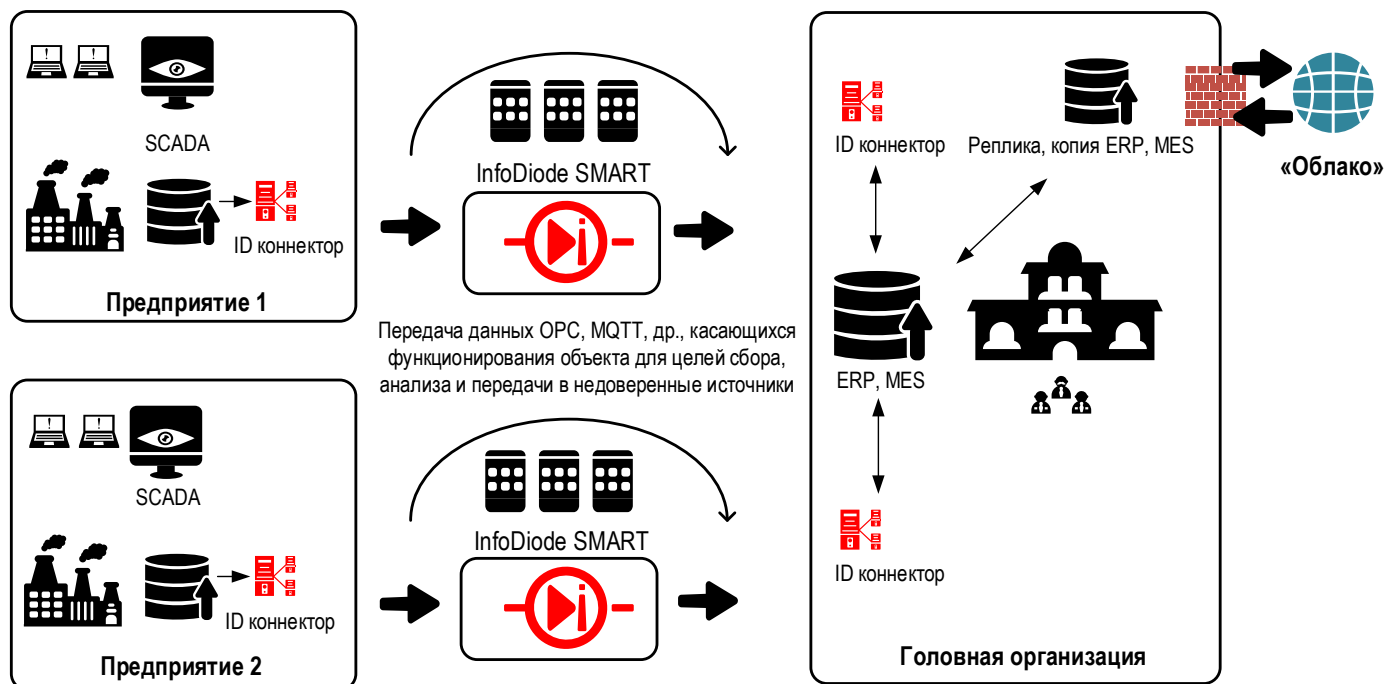 SCADA
ID коннектор
Предприятие 1
InfoDiode SMART
Передача данных OPC, MQTT, др., касающихся
функционирования объекта для целей сбора,
анализа и передачи в недоверенные источники
SCADA
ID коннектор
Предприятие 2
InfoDiode SMART
ID коннектор
Реплика, копия ERP, MES
ERP, MES
ID коннектор
Головная организация
«Облако»